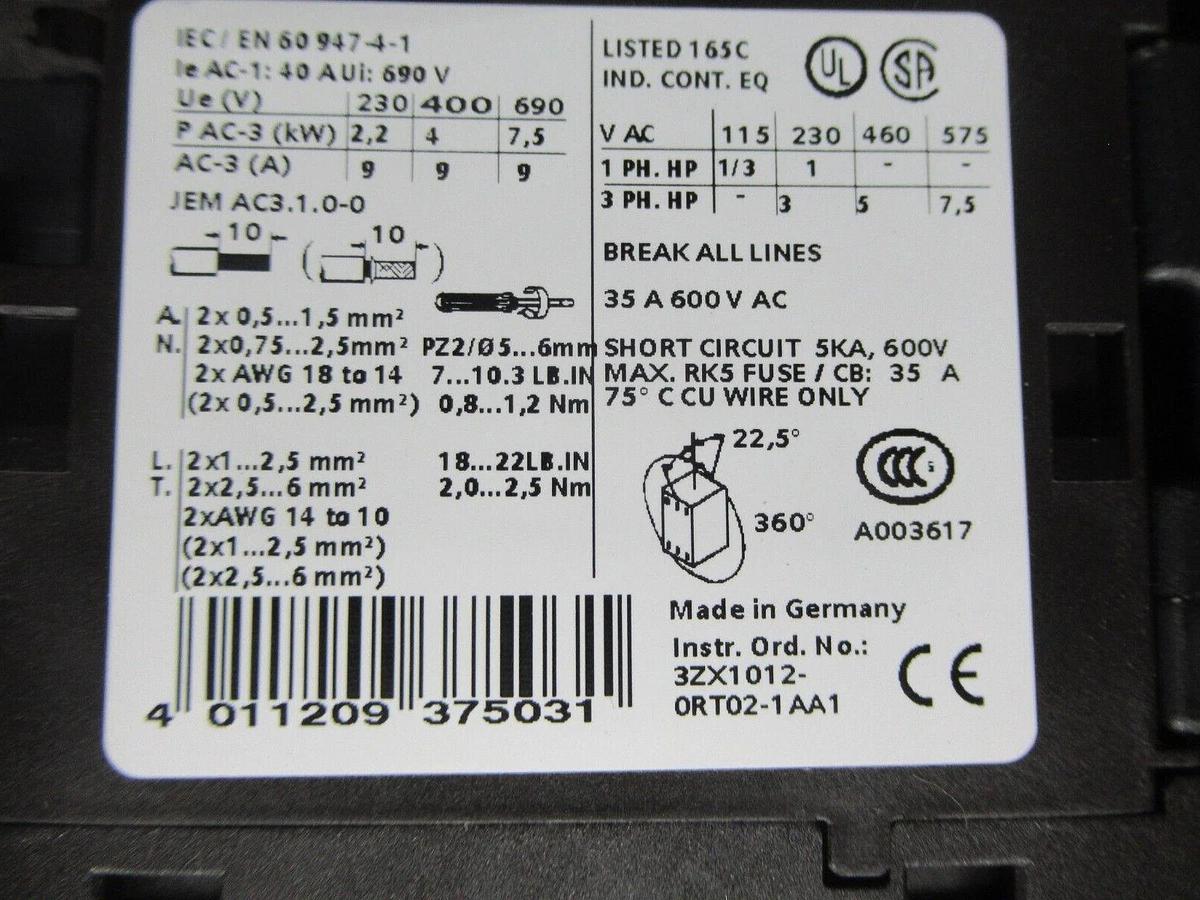 IEC/ EN 60 947-4-1
Ie AC-1: 40 A Ui: 690 V
Ue (V) 230 400 690
P AC-3 (kW) 2,2 4 7,5
AC-3 (A) 9 9 9
JEM AC3.1.0-0
10 ( 10 )
A. 2x 0,5...1,5 mm²
N. 2x0,75...2,5mm² PZ2/Ø5...6mm
2x AWG 18 to 14 7...10.3 LB.IN
(2x 0,5...2,5 mm²) 0,8...1,2 Nm
L. 2x1...2,5 mm² 18...22LB.IN
T. 2x2,5...6 mm² 2,0...2,5 Nm
2xAWG 14 to 10
(2x1...2,5 mm²)
(2x2,5...6 mm²)
4 011209 375031
LISTED 165C
IND. CONT. EQ
UL SA
V AC 115 230 460 575
1 PH. HP 1/3 1 - -
3 PH. HP - 3 5 7,5
BREAK ALL LINES
35 A 600 V AC
SHORT CIRCUIT 5KA, 600V
MAX. RK5 FUSE / CB: 35 A
75° C CU WIRE ONLY
22,5°
360°
CCC S
A003617
Made in Germany
Instr. Ord. No.:
3ZX1012-
0RT02-1AA1
CE